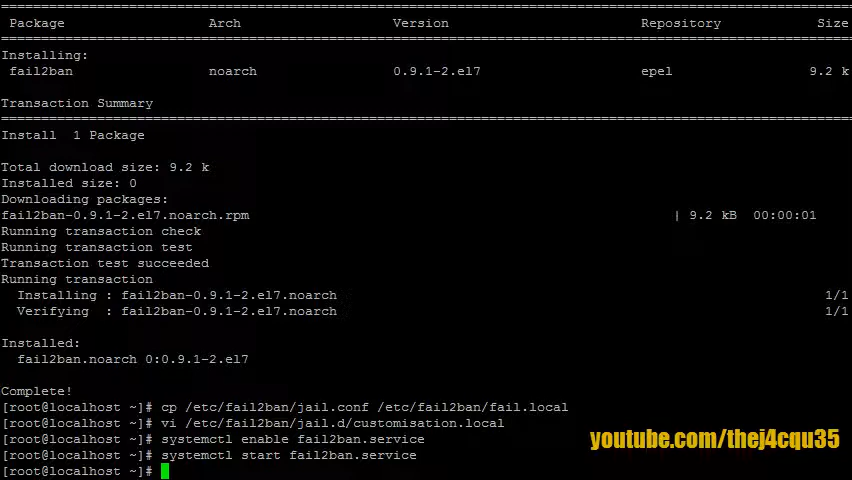 Package Arch Version Repository Size
Installing:
fail2ban noarch 0.9.1-2.el7 epel 9.2 k
Transaction Summary
Install 1 Package
Total download size: 9.2 k
Installed size: 0
Downloading packages:
fail2ban-0.9.1-2.el7.noarch.rpm | 9.2 kB 00:00:01
Running transaction check
Running transaction test
Transaction test succeeded
Running transaction
Installing : fail2ban-0.9.1-2.el7.noarch 1/1
Verifying : fail2ban-0.9.1-2.el7.noarch 1/1
Installed:
fail2ban.noarch 0:0.9.1-2.el7
Complete!
[root@localhost ~]# cp /etc/fail2ban/jail.conf /etc/fail2ban/fail.local
[root@localhost ~]# vi /etc/fail2ban/jail.d/customisation.local
[root@localhost ~]# systemctl enable fail2ban.service
[root@localhost ~]# systemctl start fail2ban.service
[root@localhost ~]#
youtube.com/thej4cqu35